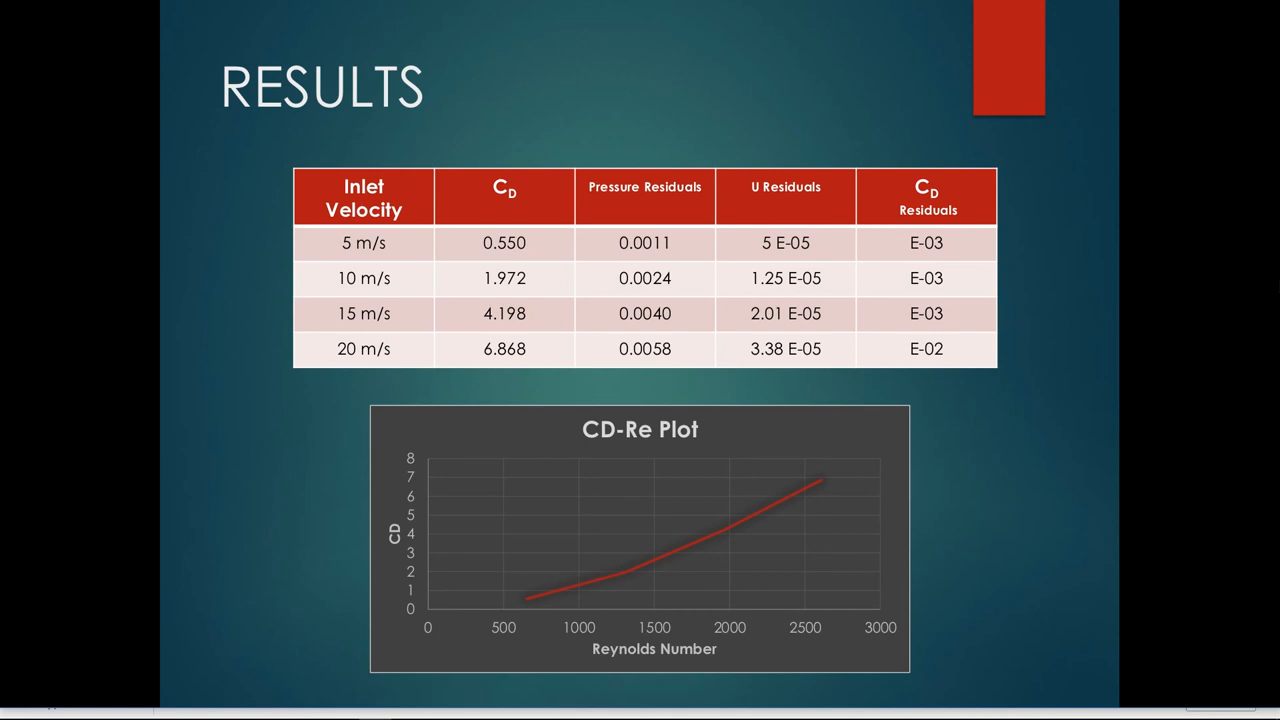 RESULTS
Inlet Velocity | CD | Pressure Residuals | U Residuals | CD Residuals
5 m/s | 0.550 | 0.0011 | 5 E-05 | E-03
10 m/s | 1.972 | 0.0024 | 1.25 E-05 | E-03
15 m/s | 4.198 | 0.0040 | 2.01 E-05 | E-03
20 m/s | 6.868 | 0.0058 | 3.38 E-05 | E-02
CD-Re Plot
8
7
6
5
4
3
2
1
0
CD
0 500 1000 1500 2000 2500 3000
Reynolds Number